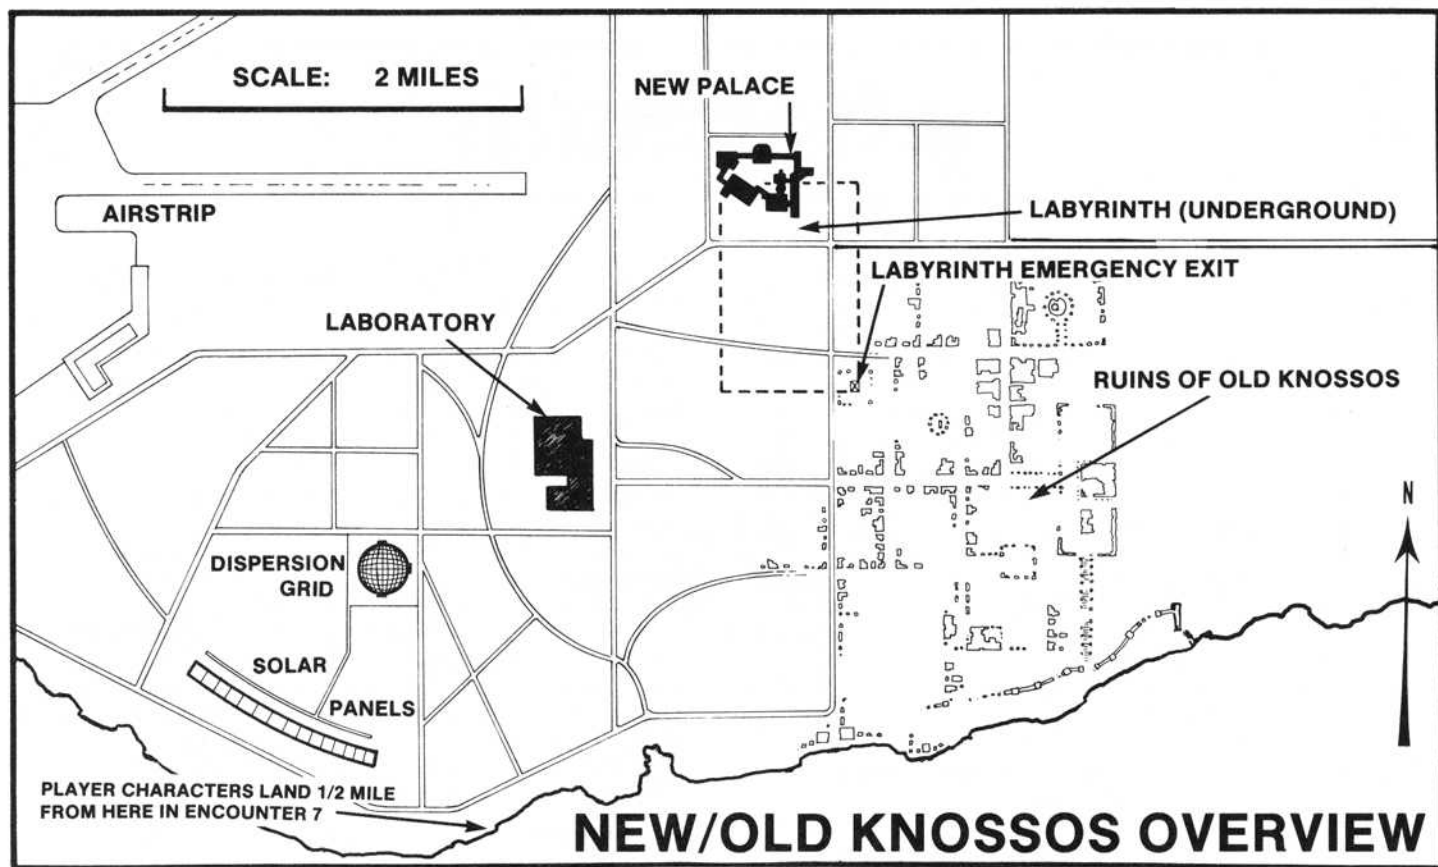 SCALE: 2 MILES
NEW PALACE
AIRSTRIP
LABYRINTH (UNDERGROUND)
LABYRINTH EMERGENCY EXIT
LABORATORY
RUINS OF OLD KNOSSOS
N
DISPERSION
GRID
SOLAR
PANELS
PLAYER CHARACTERS LAND 1/2 MILE
FROM HERE IN ENCOUNTER 7
NEW/OLD KNOSSOS OVERVIEW